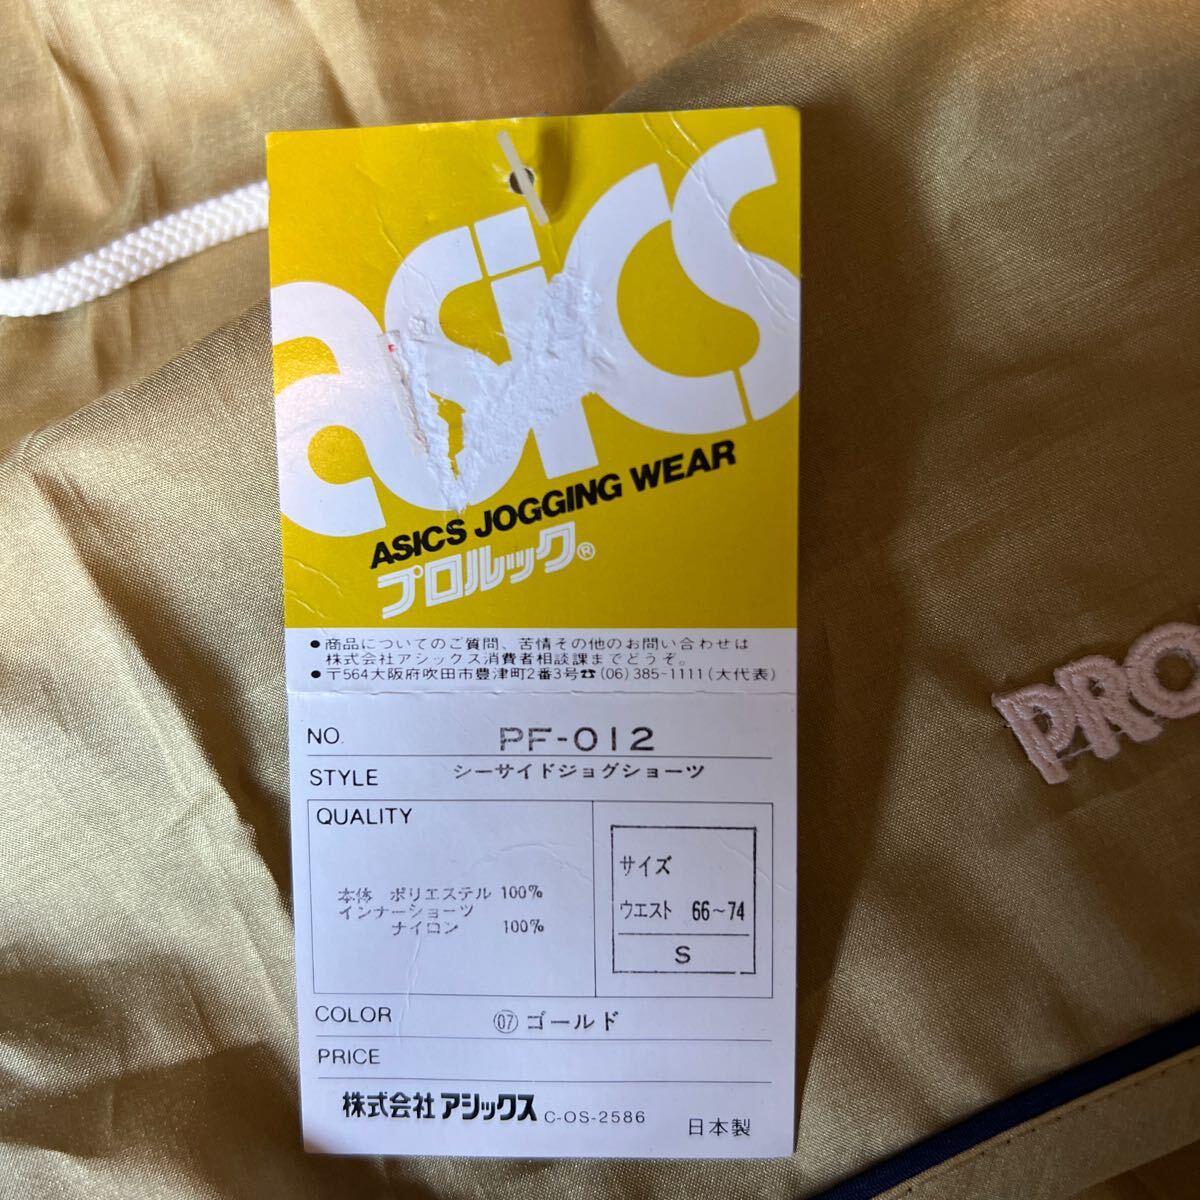 asics
ASICS JOGGING WEAR
プロルック®
●商品についてのご質問、苦情その他のお問い合わせは
株式会社アシックス消費者相談課までどうぞ。
●〒564大阪府吹田市豊津町2番3号☎(06)385-1111(大代表)
NO. PF-012
STYLE シーサイドジョグショーツ
QUALITY
本体 ポリエステル 100%
インナーショーツ
ナイロン 100%
サイズ
ウエスト 66~74
S
COLOR 07 ゴールド
PRICE
株式会社アシックス C-OS-2586 日本製
PRO